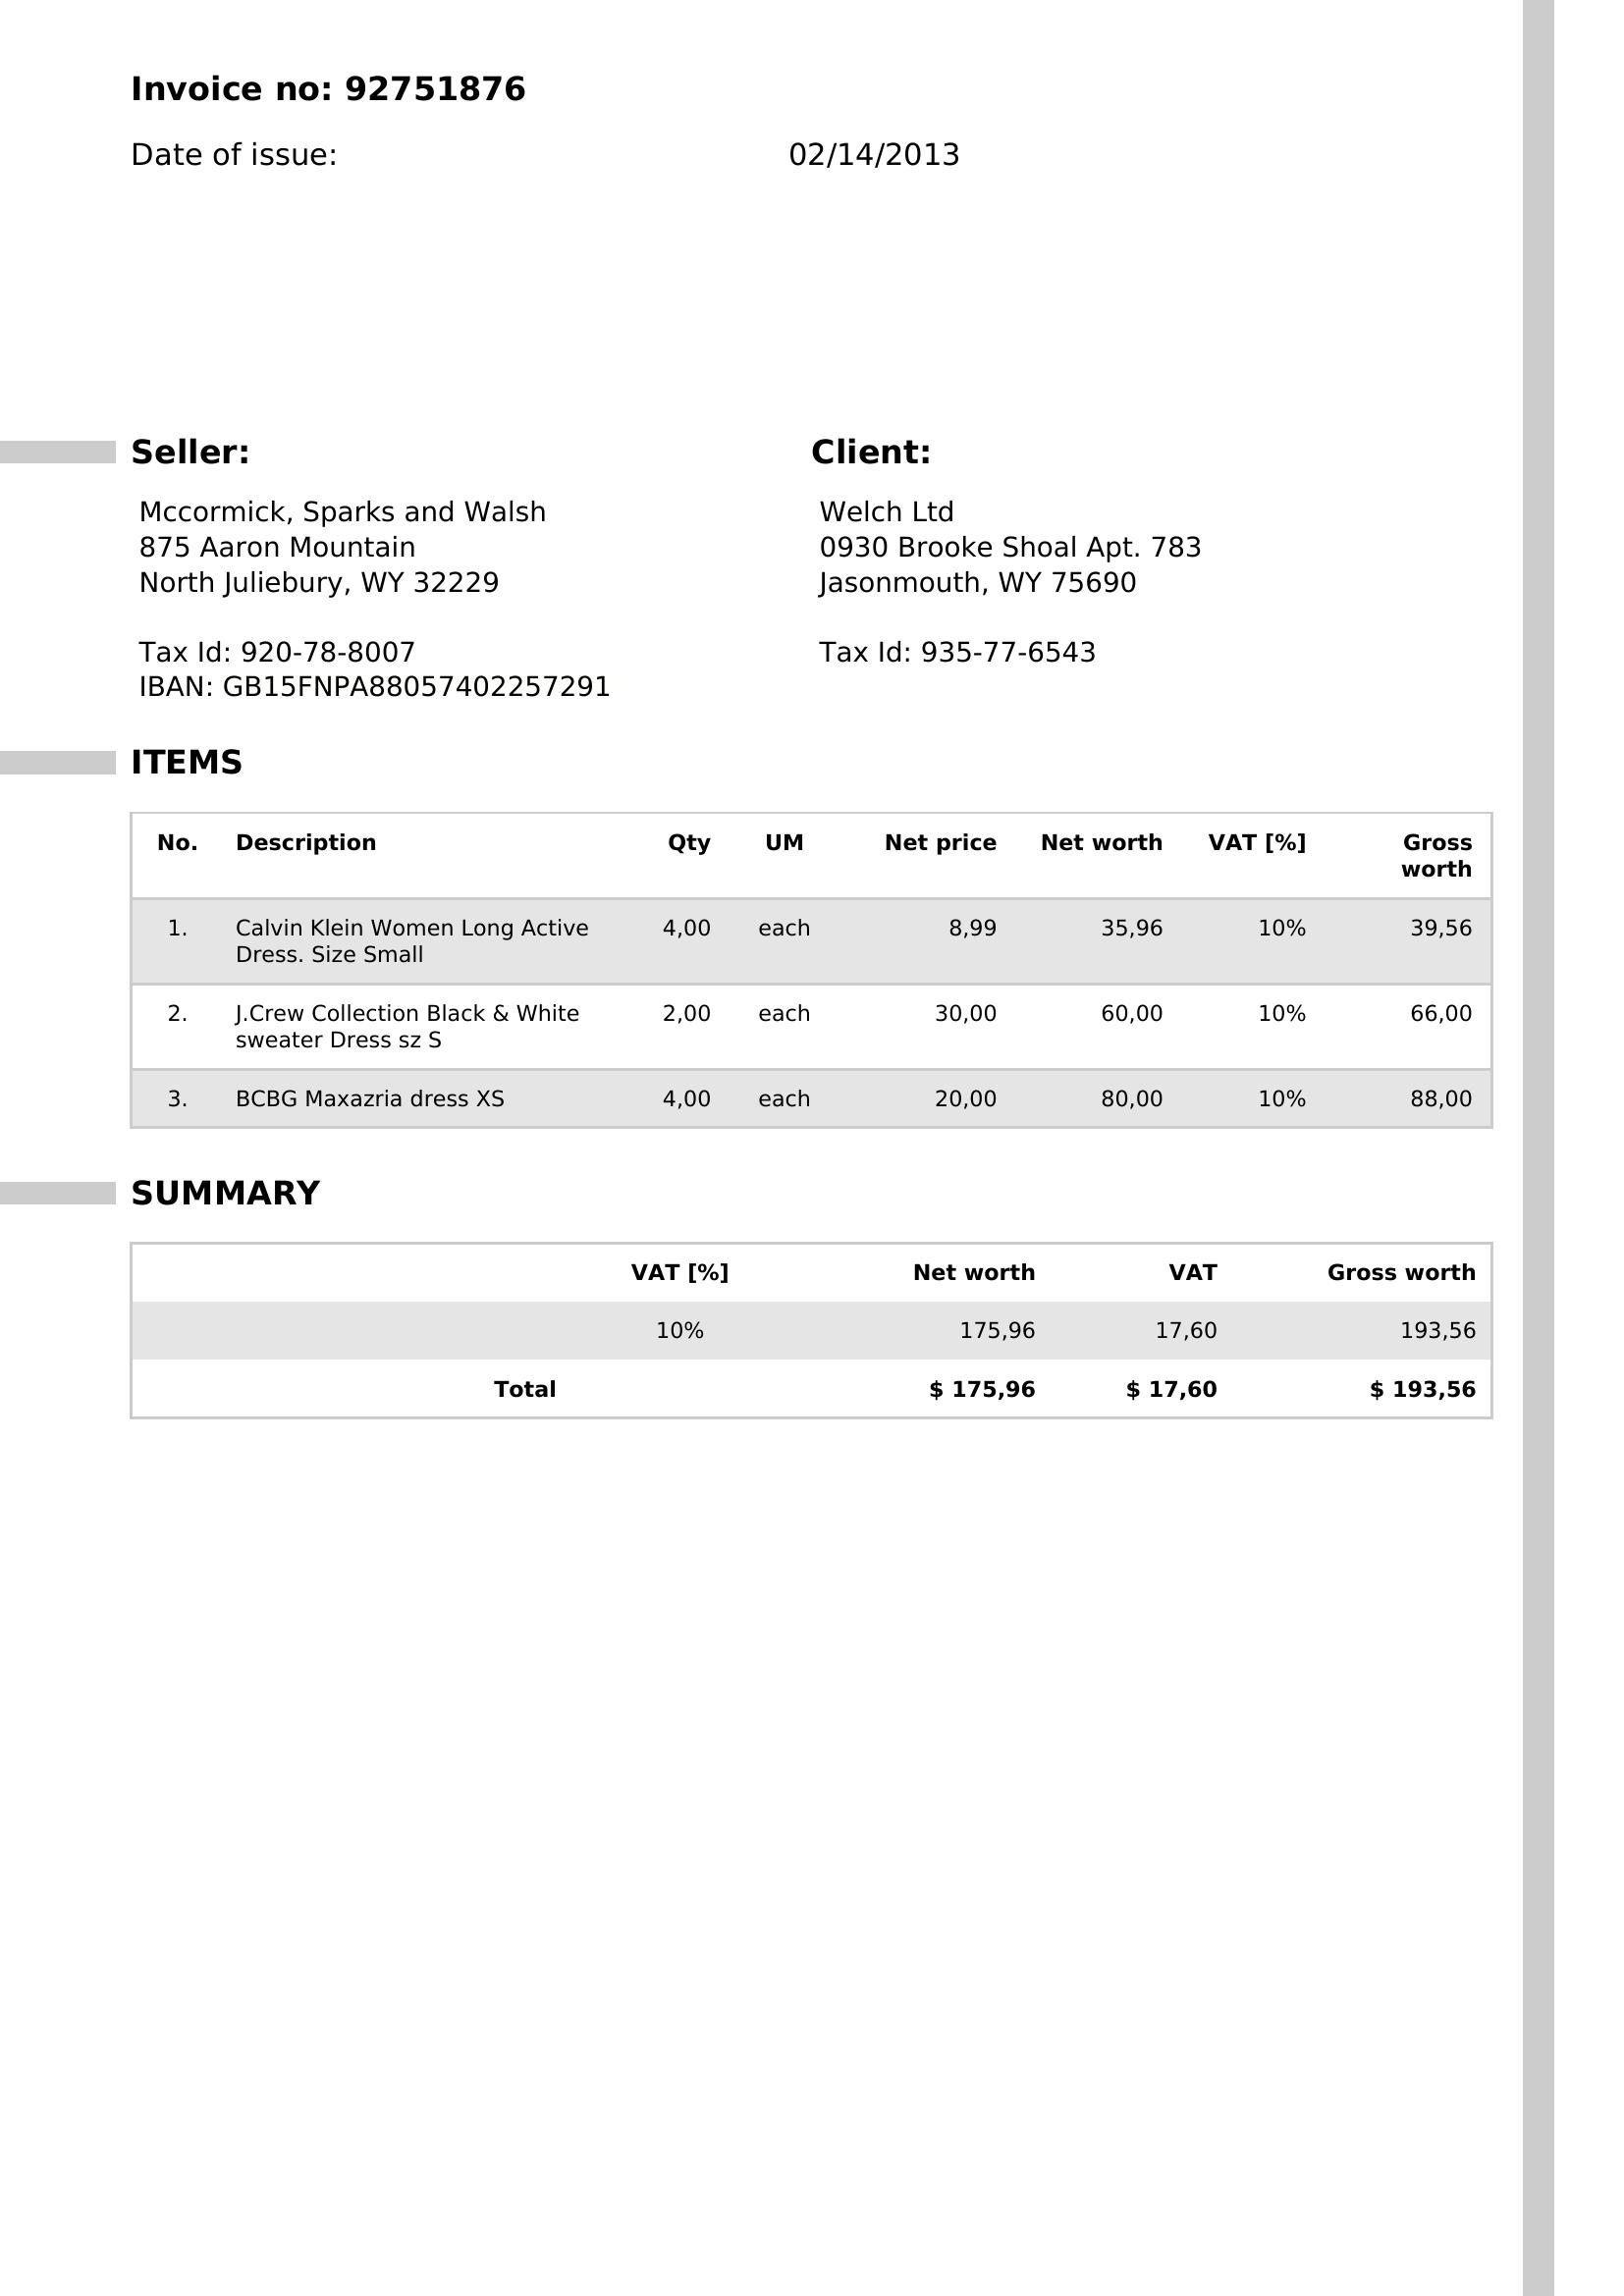 Invoice no: 92751876
Date of issue: 02/14/2013
Seller:
Mccormick, Sparks and Walsh
875 Aaron Mountain
North Juliebury, WY 32229
Tax Id: 920-78-8007
IBAN: GB15FNPA88057402257291
Client:
Welch Ltd
0930 Brooke Shoal Apt. 783
Jasonmouth, WY 75690
Tax Id: 935-77-6543
ITEMS
No. Description Qty UM Net price Net worth VAT [%] Gross
worth
1. Calvin Klein Women Long Active 4,00 each 8,99 35,96 10% 39,56
Dress. Size Small
2. J.Crew Collection Black & White 2,00 each 30,00 60,00 10% 66,00
sweater Dress sz S
3. BCBG Maxazria dress XS 4,00 each 20,00 80,00 10% 88,00
SUMMARY
VAT [%] Net worth VAT Gross worth
10% 175,96 17,60 193,56
Total $ 175,96 $ 17,60 $ 193,56